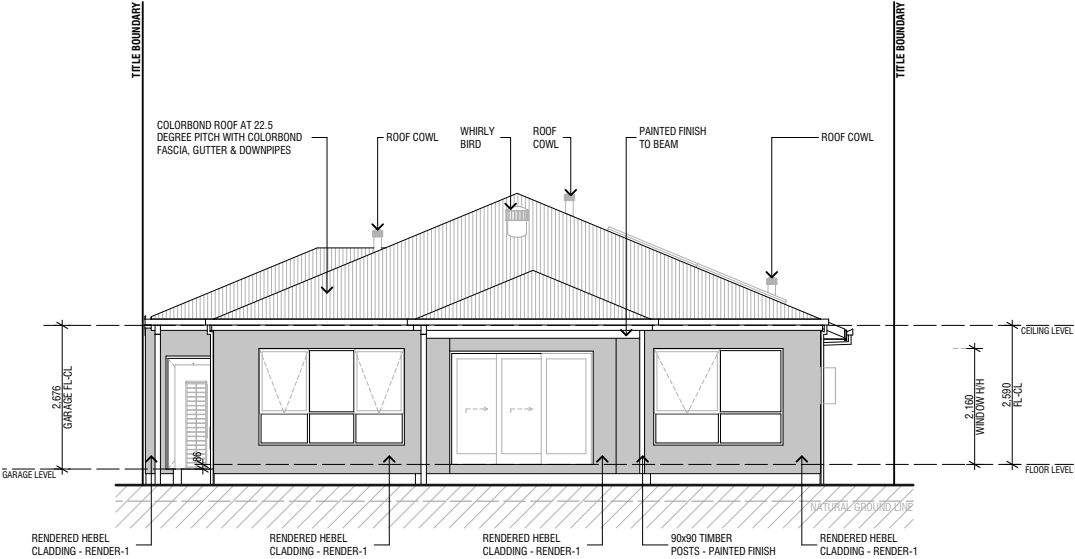 TITLE BOUNDARY
TITLE BOUNDARY
COLORBOND ROOF AT 22.5
DEGREE PITCH WITH COLORBOND
FASCIA, GUTTER & DOWNPIPES
ROOF COWL
WHIRLY
BIRD
ROOF
COWL
PAINTED FINISH
TO BEAM
ROOF COWL
CEILING LEVEL
2,676
GARAGE FL-CL
2,160
WINDOW H/H
2,590
FL-CL
86
GARAGE LEVEL
FLOOR LEVEL
NATURAL GROUND LINE
RENDERED HEBEL
CLADDING - RENDER-1
RENDERED HEBEL
CLADDING - RENDER-1
RENDERED HEBEL
CLADDING - RENDER-1
90x90 TIMBER
POSTS - PAINTED FINISH
RENDERED HEBEL
CLADDING - RENDER-1